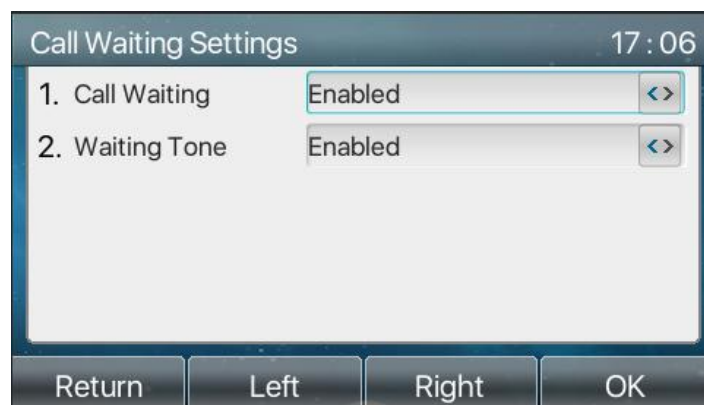 Call Waiting Settings 17:06
1. Call Waiting Enabled <>
2. Waiting Tone Enabled <>
Return Left Right OK